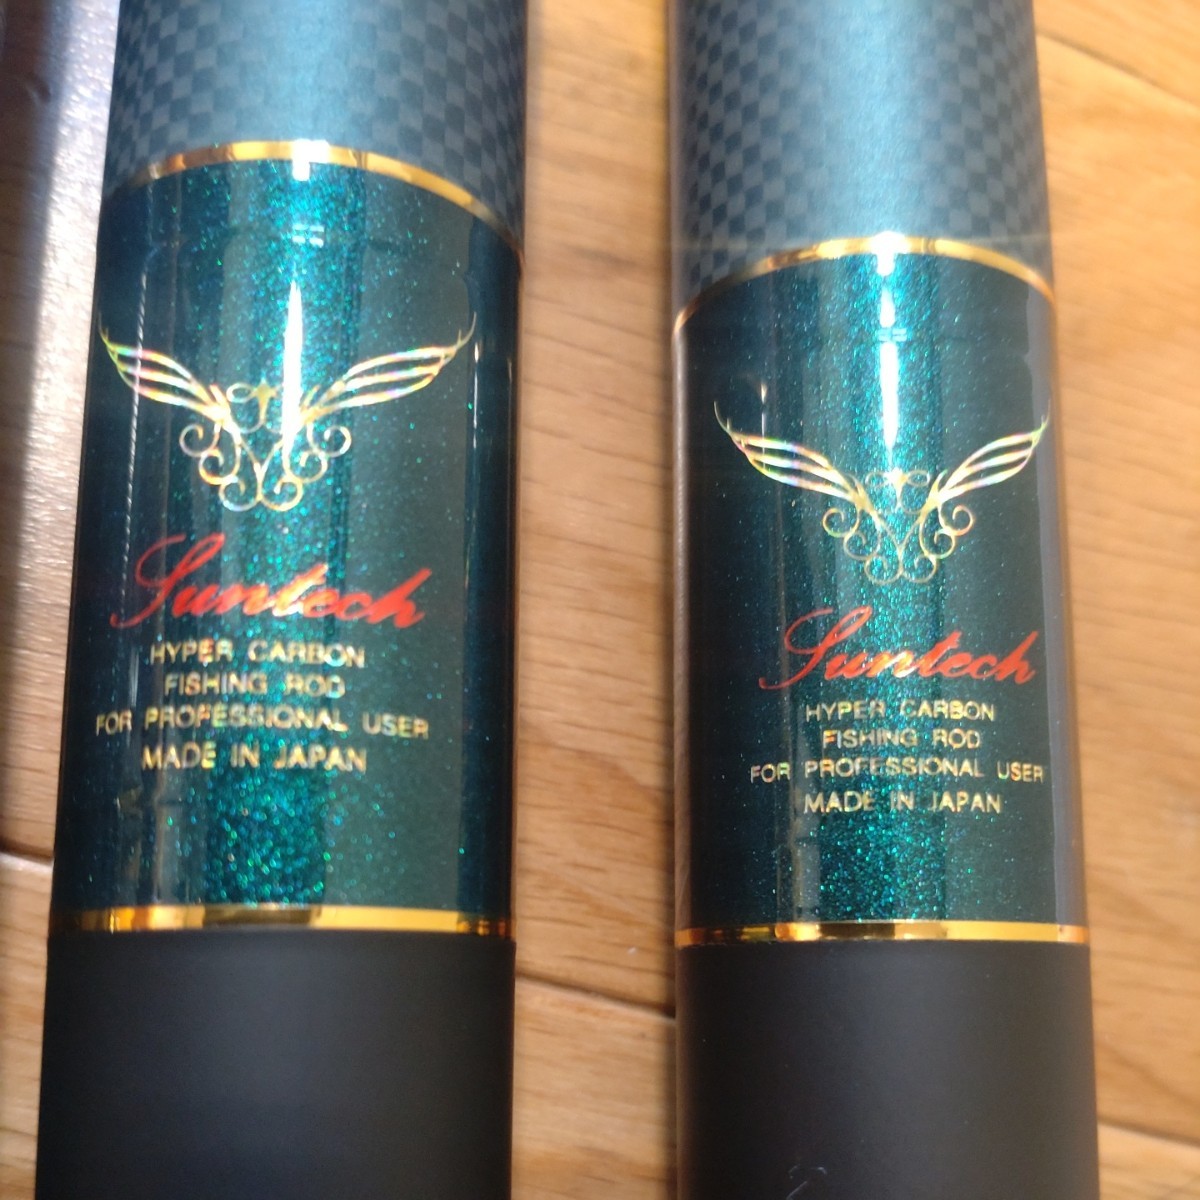 Suntech
HYPER CARBON
FISHING ROD
FOR PROFESSIONAL USER
MADE IN JAPAN
Suntech
HYPER CARBON
FISHING ROD
FOR PROFESSIONAL USER
MADE IN JAPAN